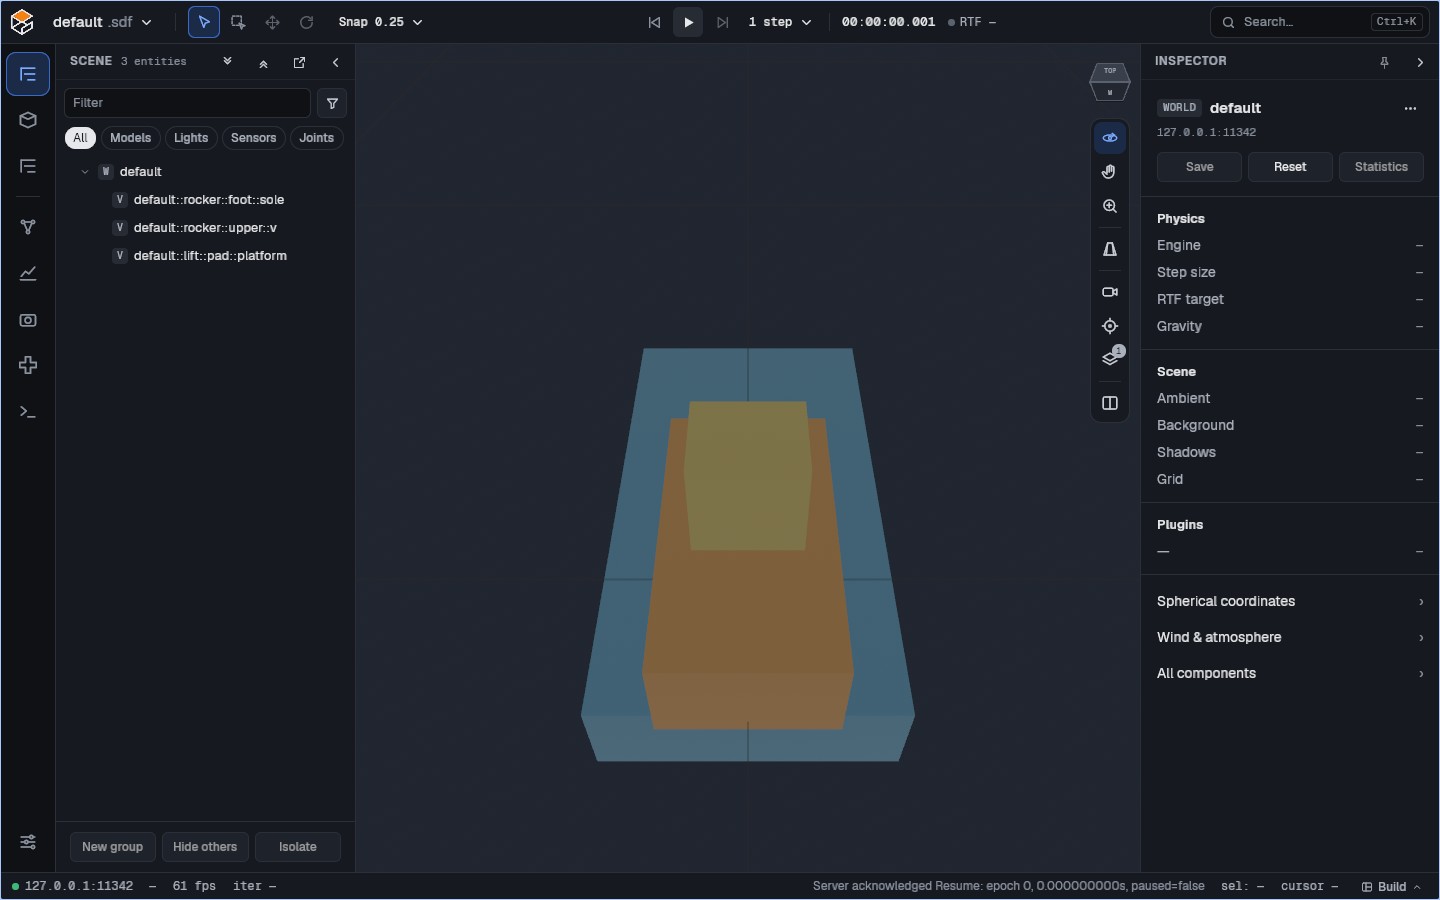 default .sdf
Snap 0.25
1 step
00:00:00.001
RTF –
Search...
Ctrl+K
SCENE 3 entities
Filter
All
Models
Lights
Sensors
Joints
W default
V default::rocker::foot::sole
V default::rocker::upper::v
V default::lift::pad::platform
New group
Hide others
Isolate
TOP
W
1
INSPECTOR
WORLD default
127.0.0.1:11342
Save
Reset
Statistics
Physics
Engine –
Step size –
RTF target –
Gravity –
Scene
Ambient –
Background –
Shadows –
Grid –
Plugins
— –
Spherical coordinates ›
Wind & atmosphere ›
All components ›
127.0.0.1:11342 – 61 fps iter –
Server acknowledged Resume: epoch 0, 0.000000000s, paused=false
sel: –
cursor –
Build